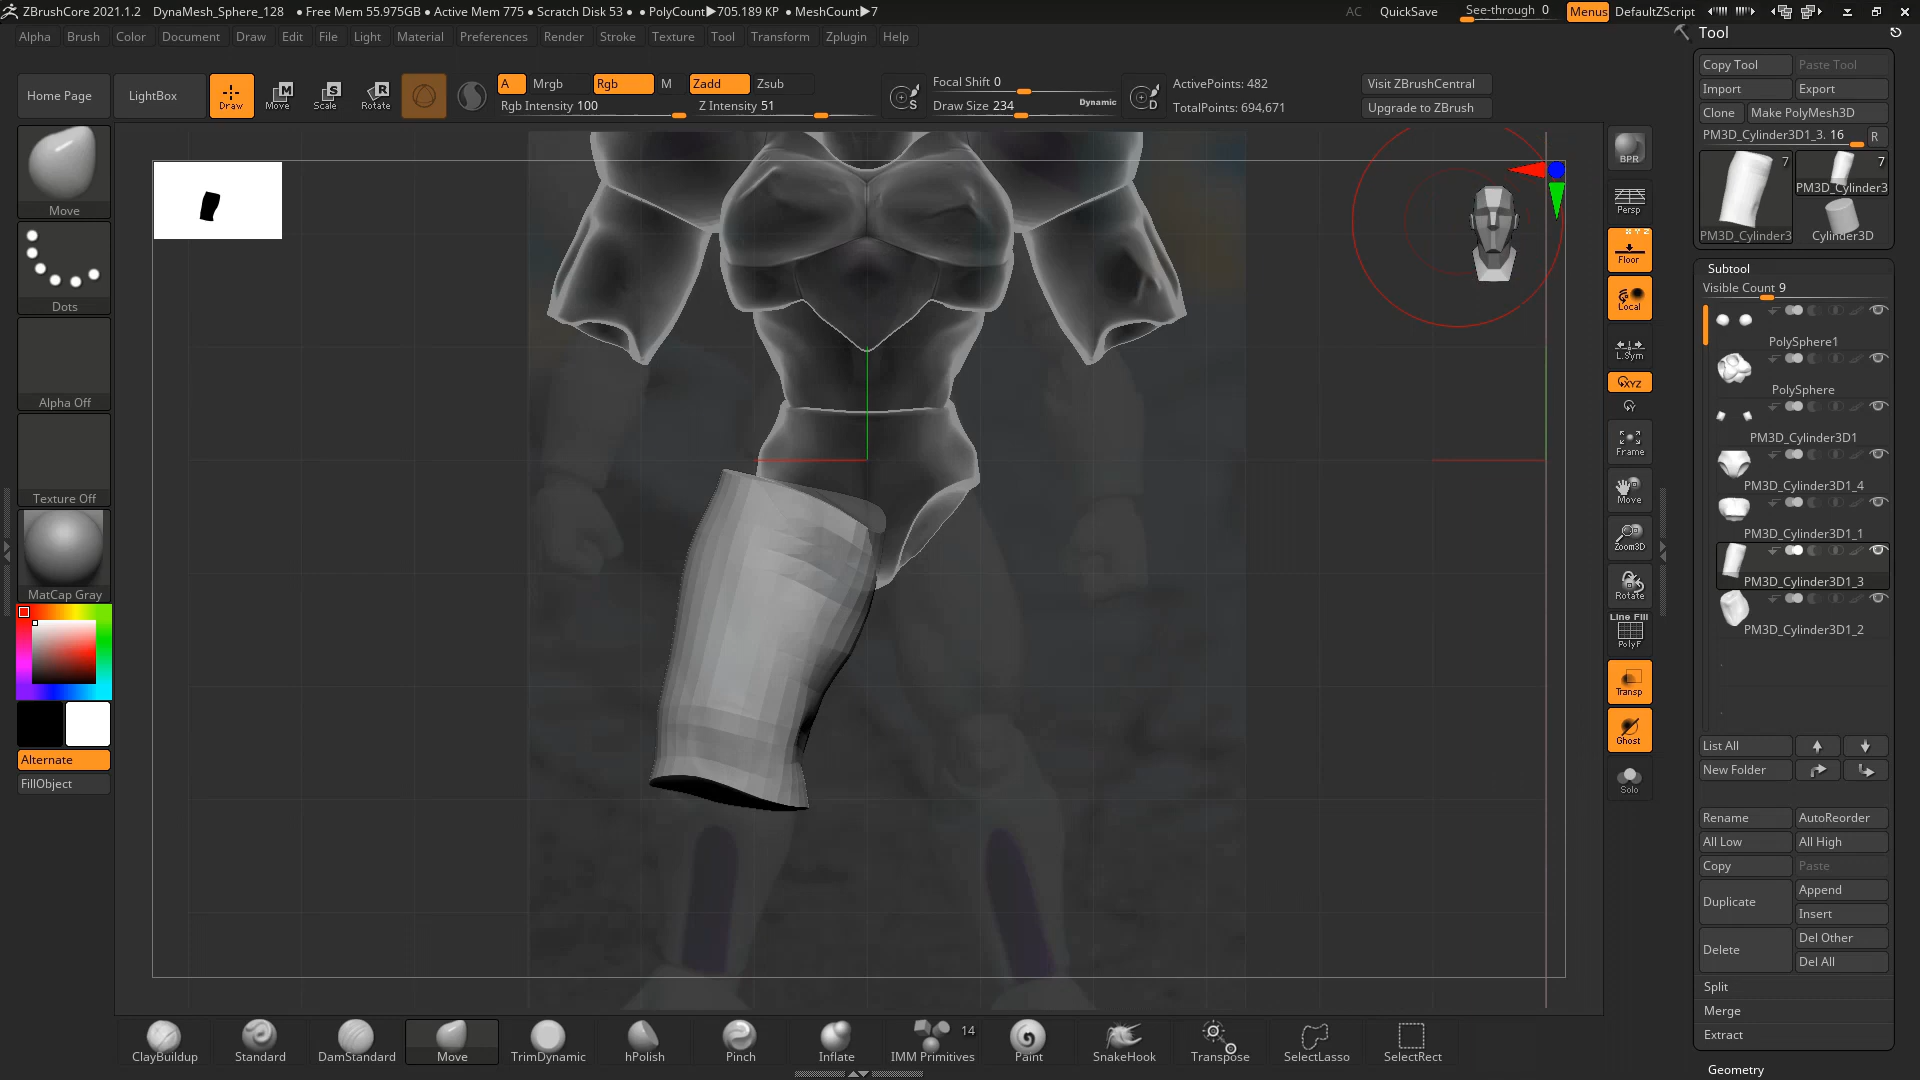 ZBrushCore 2021.1.2 DynaMesh_Sphere_128 • Free Mem 55.975GB • Active Mem 775 • Scratch Disk 53 • • PolyCount▶705.189 KP • MeshCount▶7 AC QuickSave See-through 0 Menus DefaultZScript
Alpha Brush Color Document Draw Edit File Light Material Preferences Render Stroke Texture Tool Transform Zplugin Help
Tool
Home Page
LightBox
Draw
Move
Scale
Rotate
A Mrgb Rgb M Zadd Zsub
Rgb Intensity 100 Z Intensity 51
Focal Shift 0
Draw Size 234 Dynamic
ActivePoints: 482
TotalPoints: 694,671
Visit ZBrushCentral
Upgrade to ZBrush
Copy Tool Paste Tool
Import Export
Clone Make PolyMesh3D
PM3D_Cylinder3D1_3. 16 R
7
7
PM3D_Cylinder3
PM3D_Cylinder3
Cylinder3D
Subtool
Visible Count 9
PolySphere1
PolySphere
PM3D_Cylinder3D1
PM3D_Cylinder3D1_4
PM3D_Cylinder3D1_1
PM3D_Cylinder3D1_3
PM3D_Cylinder3D1_2
List All
New Folder
Rename AutoReorder
All Low All High
Copy Paste
Duplicate Append
Insert
Delete Del Other
Del All
Split
Merge
Extract
Geometry
Move
Dots
Alpha Off
Texture Off
MatCap Gray
Alternate
FillObject
BPR
Persp
X Y Z
Floor
Local
L.Sym
XYZ
Y
Frame
Move
Zoom3D
Rotate
Line Fill
PolyF
Transp
Ghost
Solo
ClayBuildup Standard DamStandard Move TrimDynamic hPolish Pinch Inflate IMM Primitives 14 Paint SnakeHook Transpose SelectLasso SelectRect